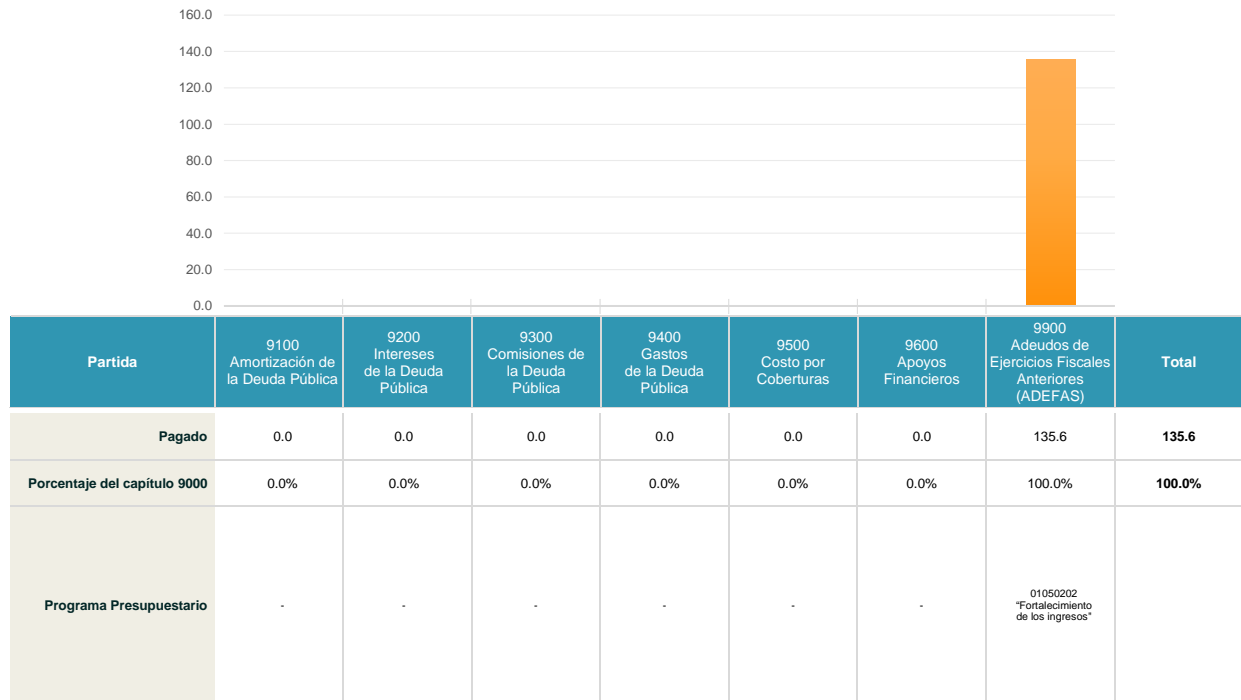 160.0
140.0
120.0
100.0
80.0
60.0
40.0
20.0
0.0
Partida
9100
Amortización de
la Deuda Pública
9200
Intereses
de la Deuda
Pública
9300
Comisiones de
la Deuda
Pública
9400
Gastos
de la Deuda
Pública
9500
Costo por
Coberturas
9600
Apoyos
Financieros
9900
Adeudos de
Ejercicios Fiscales
Anteriores
(ADEFAS)
Total
Pagado 0.0 0.0 0.0 0.0 0.0 0.0 135.6 135.6
Porcentaje del capítulo 9000 0.0% 0.0% 0.0% 0.0% 0.0% 0.0% 100.0% 100.0%
Programa Presupuestario - - - - - -
01050202
"Fortalecimiento
de los ingresos"